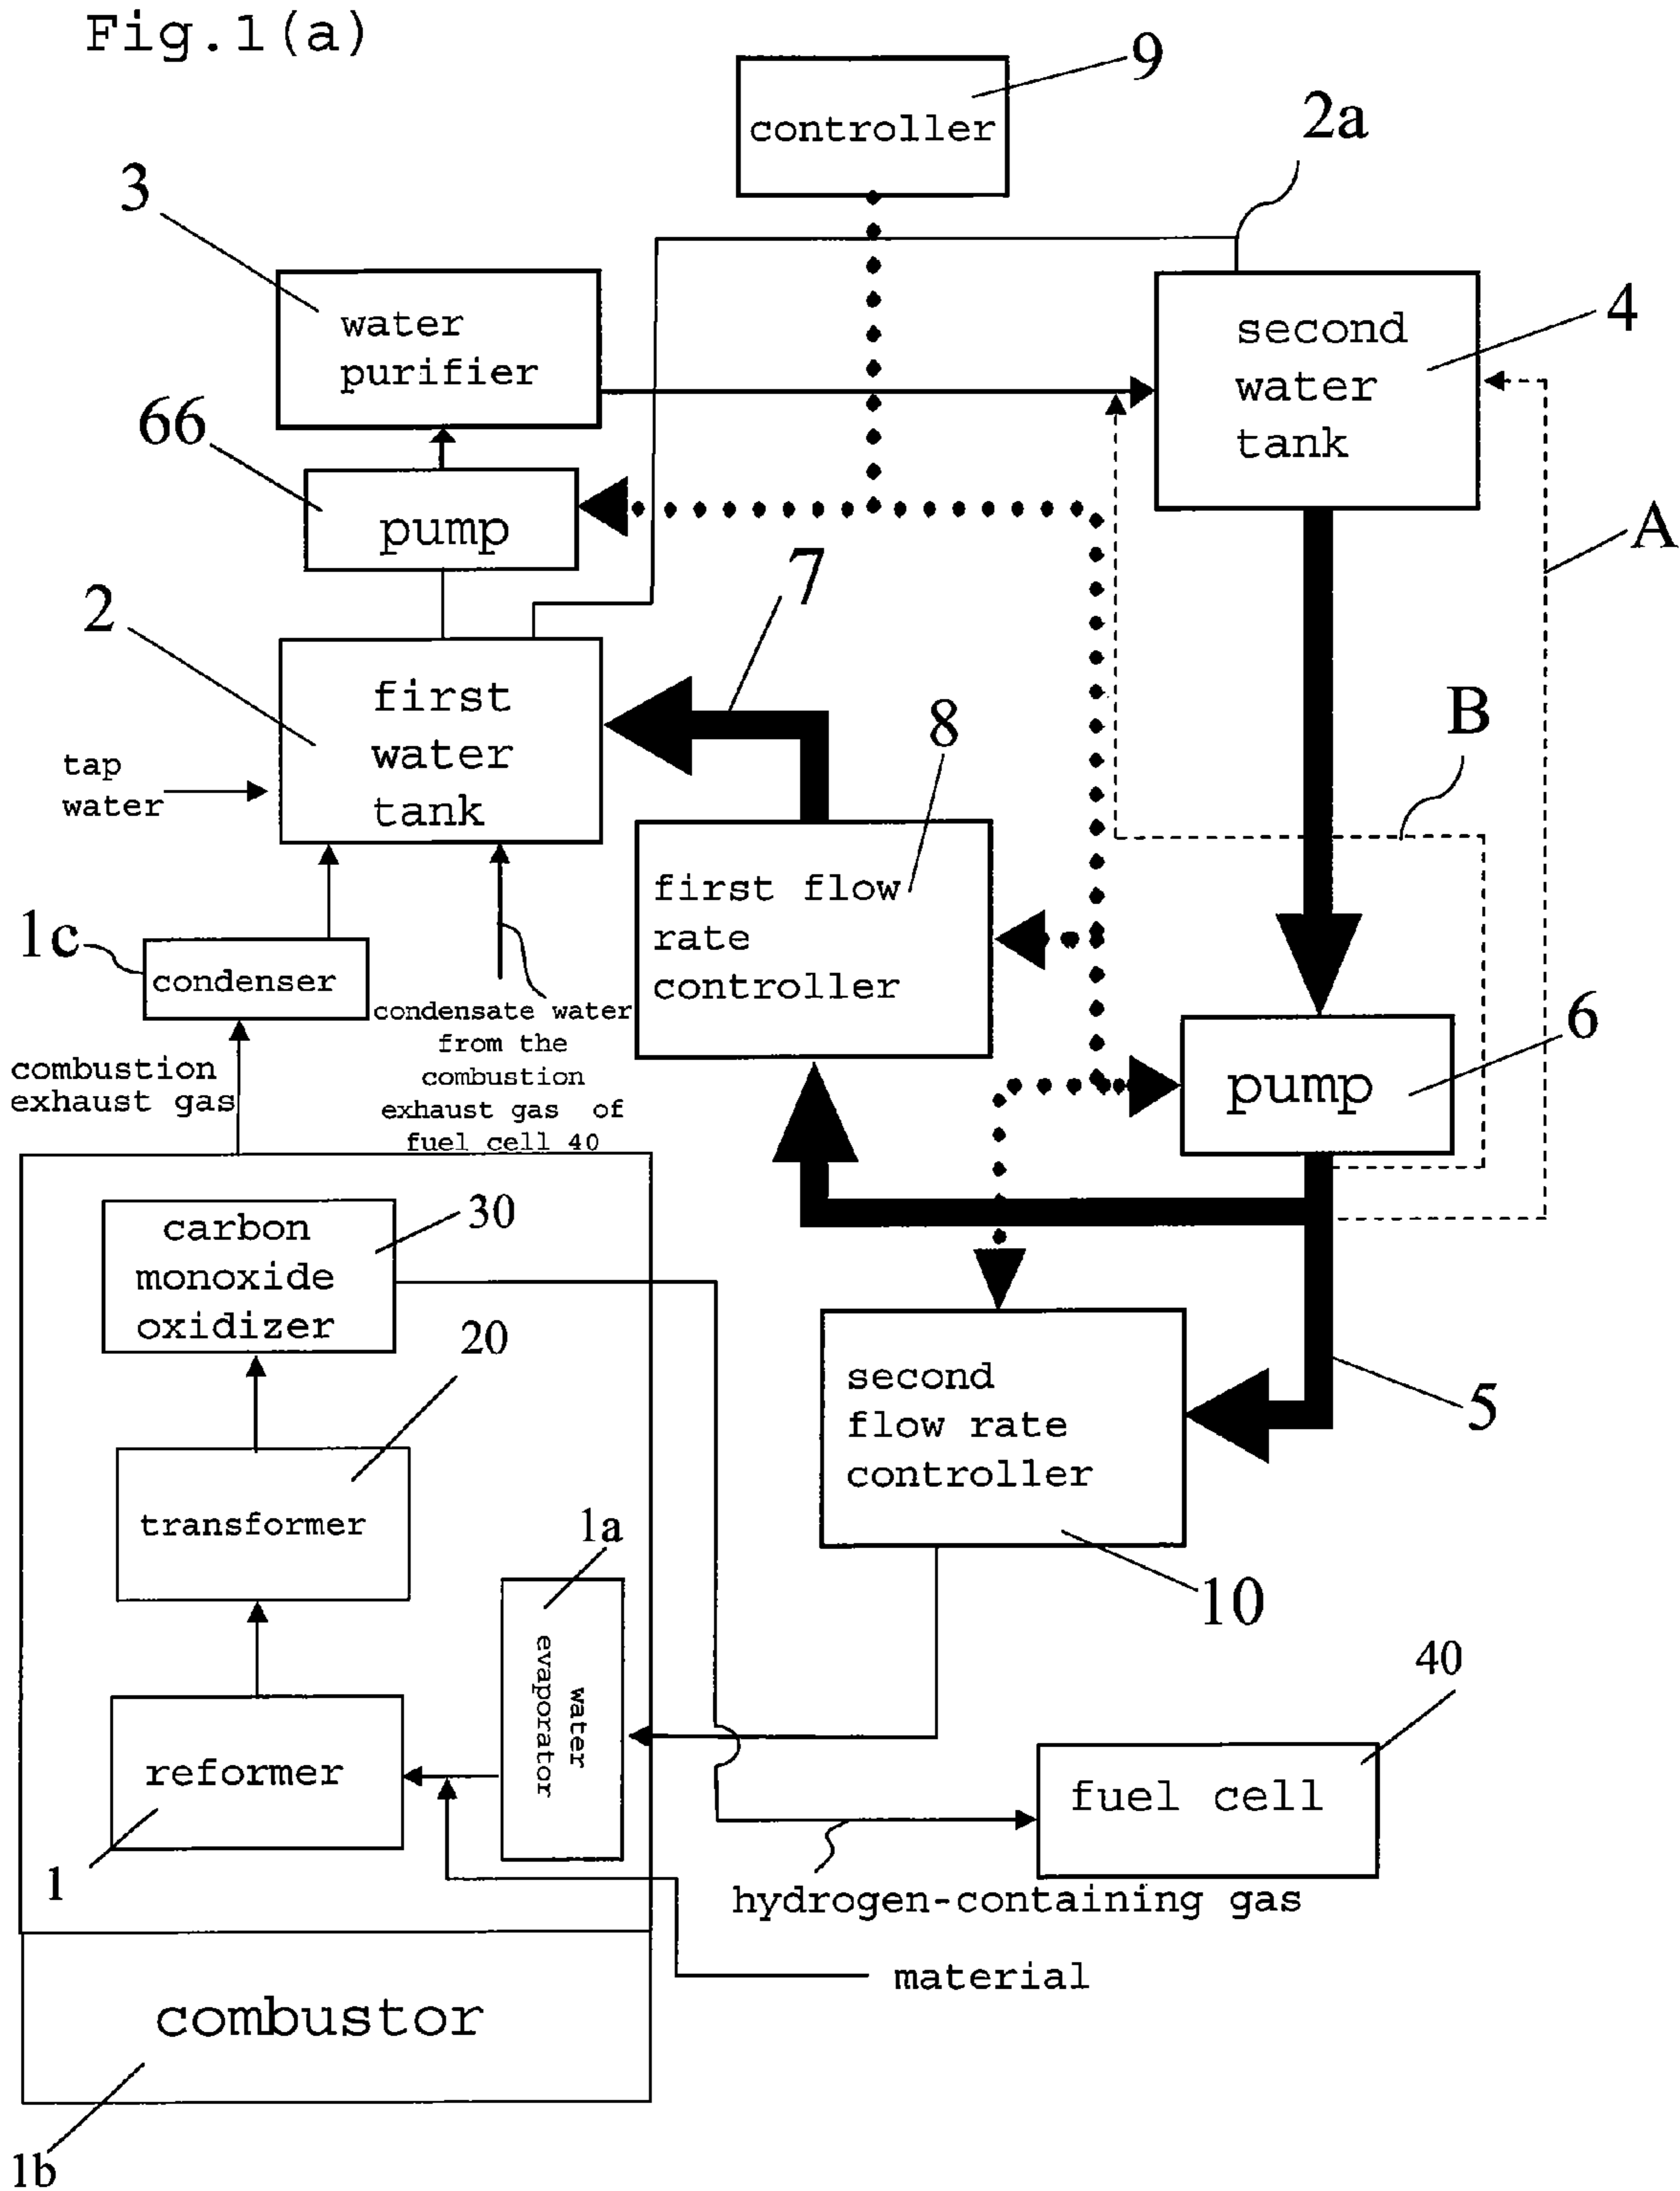 Fig.1(a)
9
controller
2a
3
water
purifier
second
water
tank
4
66
pump
A
7
2
first
water
tank
tap
water
8
B
first flow
rate
controller
1c
condenser
condensate water
from the
combustion
exhaust gas of
fuel cell 40
combustion
exhaust gas
6
pump
30
carbon
monoxide
oxidizer
20
second
flow rate
controller
5
transformer
1a
10
water
evaporator
40
reformer
fuel cell
1
hydrogen-containing gas
material
combustor
1b